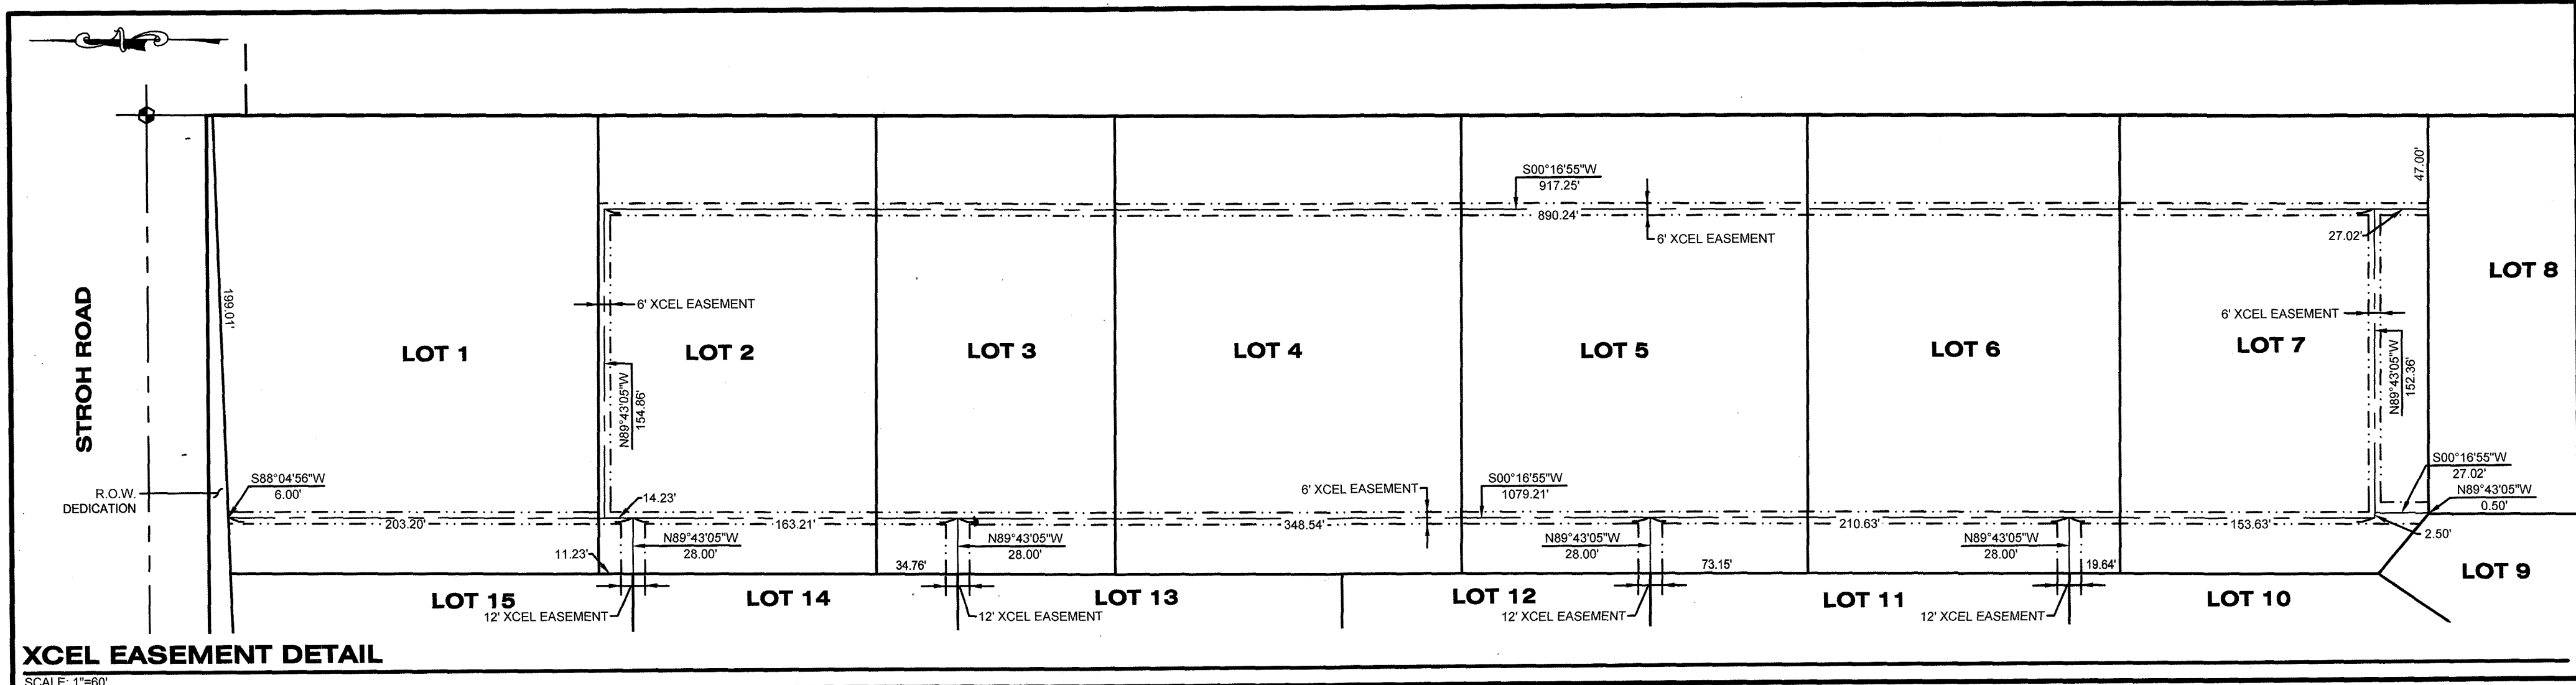 STROH ROAD
R.O.W.
DEDICATION
199.01'
S88°04'56"W
6.00'
203.20'
LOT 1
LOT 2
LOT 3
LOT 4
LOT 5
LOT 6
LOT 7
LOT 8
6' XCEL EASEMENT
N89°43'05"W
154.86'
S00°16'55"W
917.25'
890.24'
6' XCEL EASEMENT
47.00'
27.02'
6' XCEL EASEMENT
N89°43'05"W
152.36'
14.23'
163.21'
11.23'
N89°43'05"W
28.00'
34.76'
N89°43'05"W
28.00'
348.54'
6' XCEL EASEMENT
S00°16'55"W
1079.21'
N89°43'05"W
28.00'
73.15'
210.63'
N89°43'05"W
28.00'
19.64'
153.63'
S00°16'55"W
27.02'
N89°43'05"W
0.50'
2.50'
LOT 15
12' XCEL EASEMENT
LOT 14
12' XCEL EASEMENT
LOT 13
LOT 12
12' XCEL EASEMENT
LOT 11
12' XCEL EASEMENT
LOT 10
LOT 9
XCEL EASEMENT DETAIL
SCALE: 1"=60'